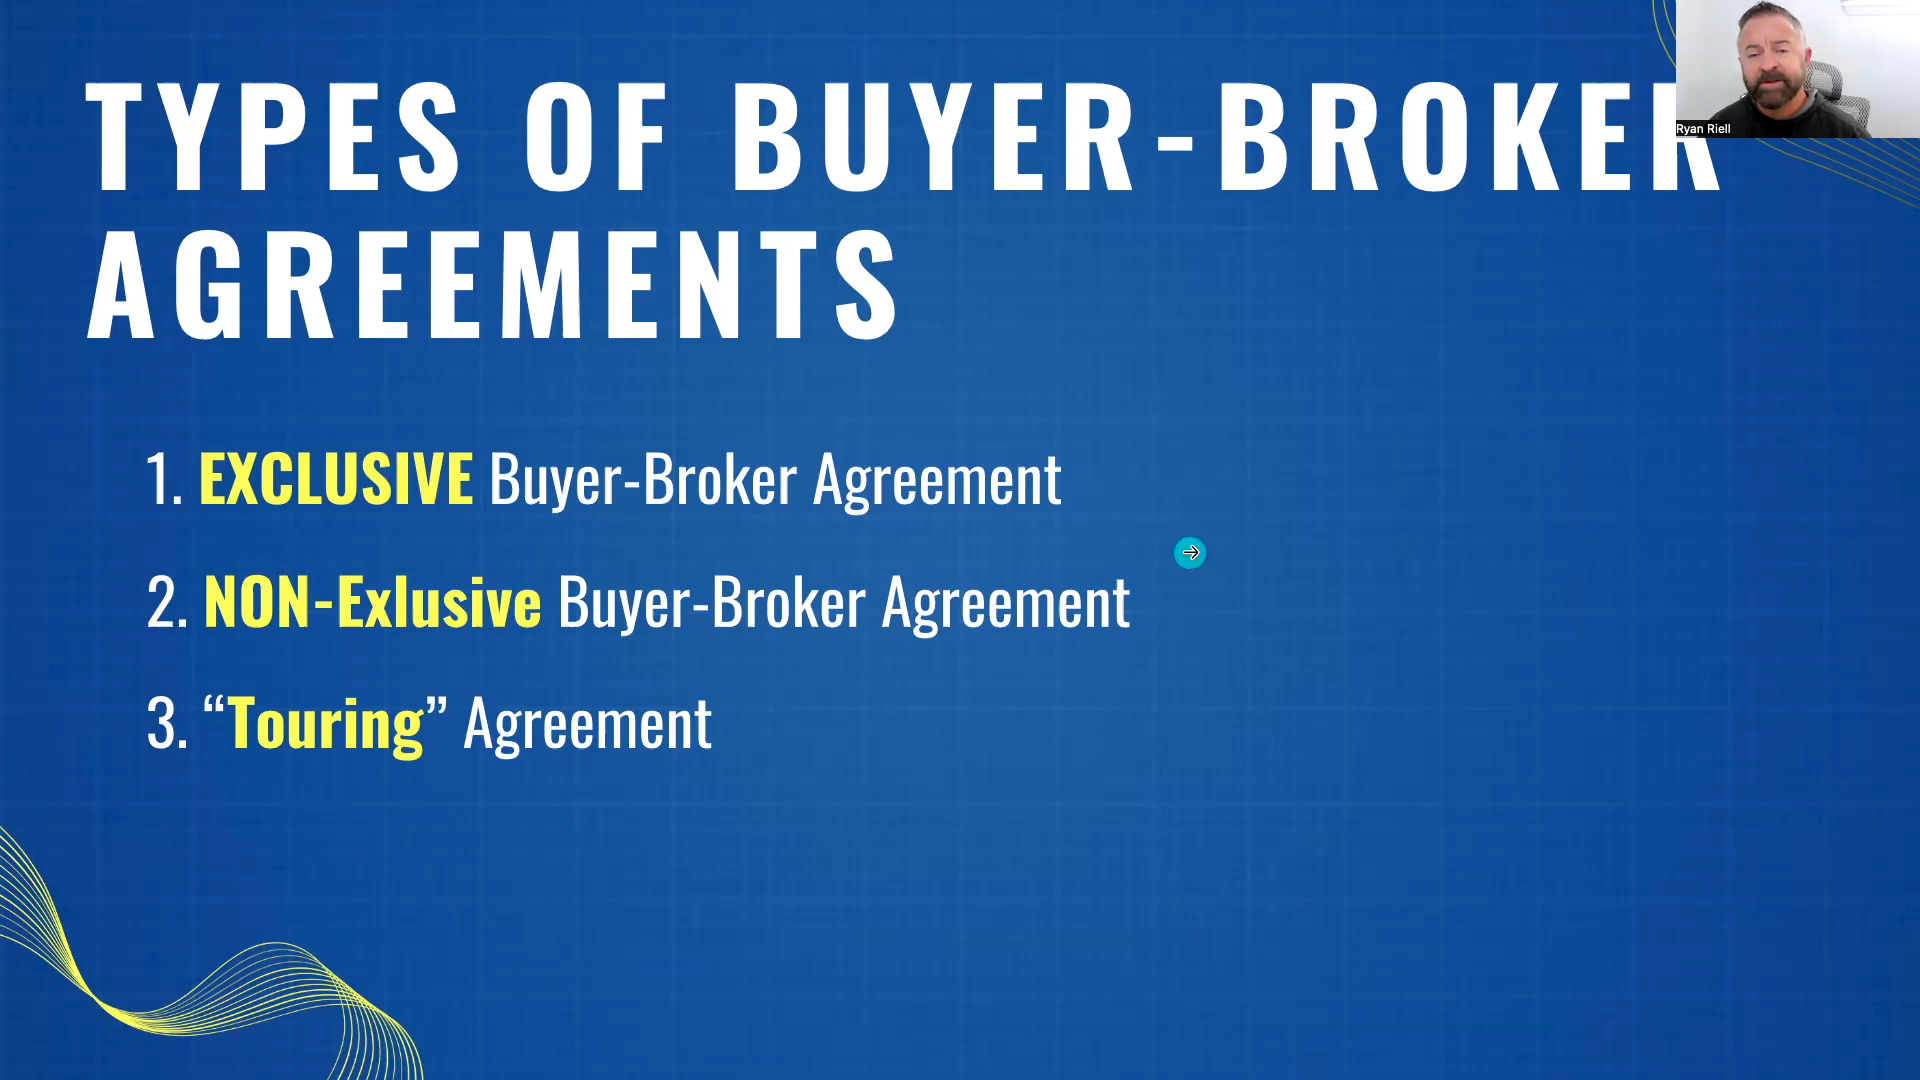 TYPES OF BUYER-BROKER
AGREEMENTS
1. EXCLUSIVE Buyer-Broker Agreement
2. NON-Exlusive Buyer-Broker Agreement
3. “Touring” Agreement
Ryan Riell